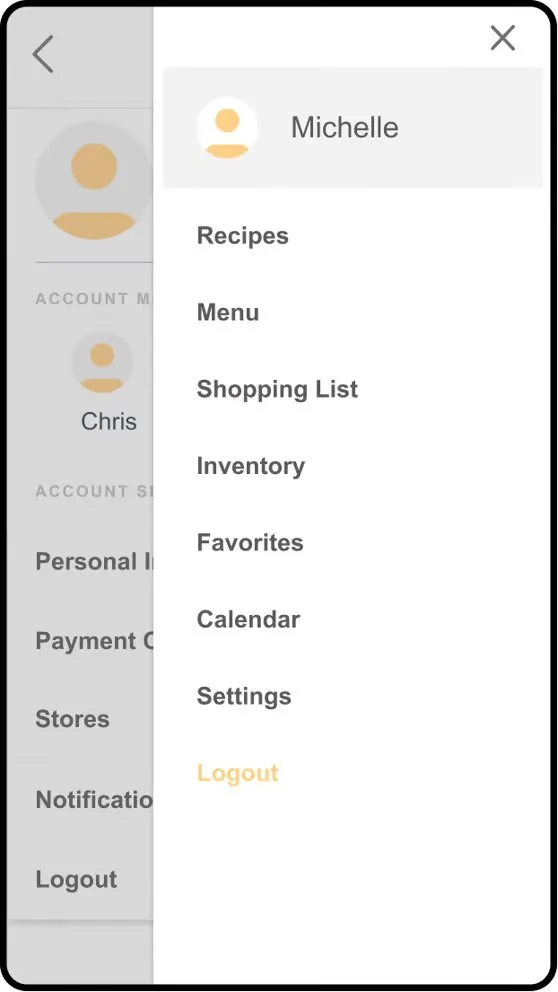 Michelle
Recipes
Menu
Shopping List
Inventory
Favorites
Calendar
Settings
Logout
ACCOUNT M
Chris
ACCOUNT
Personal
Payment
Stores
Notificatio
Logout